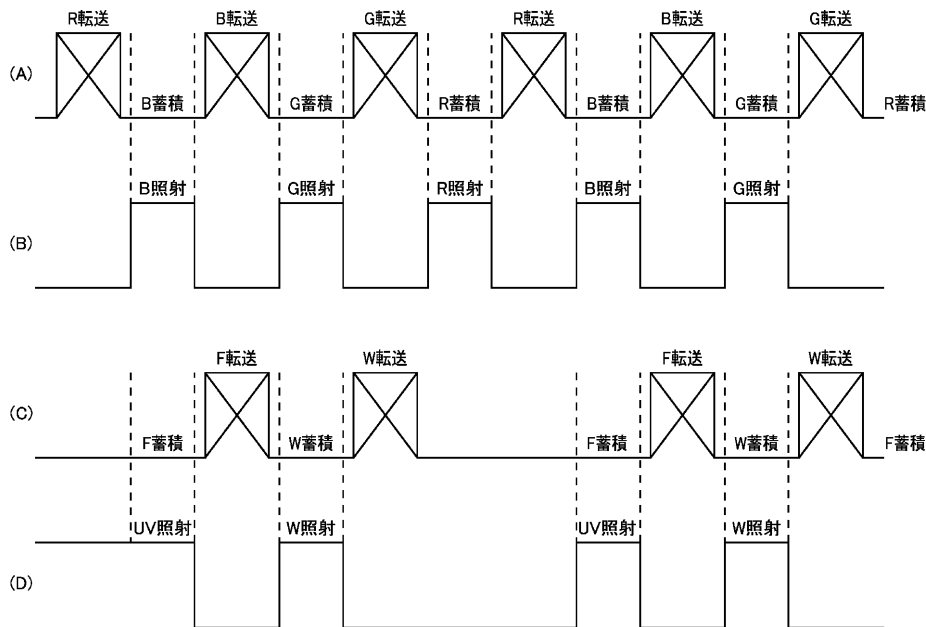 R転送 B転送 G転送 R転送 B転送 G転送
(A)
B蓄積 G蓄積 R蓄積 B蓄積 G蓄積 R蓄積
B照射 G照射 R照射 B照射 G照射
(B)
F転送 W転送 F転送 W転送
(C)
F蓄積 W蓄積 F蓄積 W蓄積 F蓄積
UV照射 W照射 UV照射 W照射
(D)